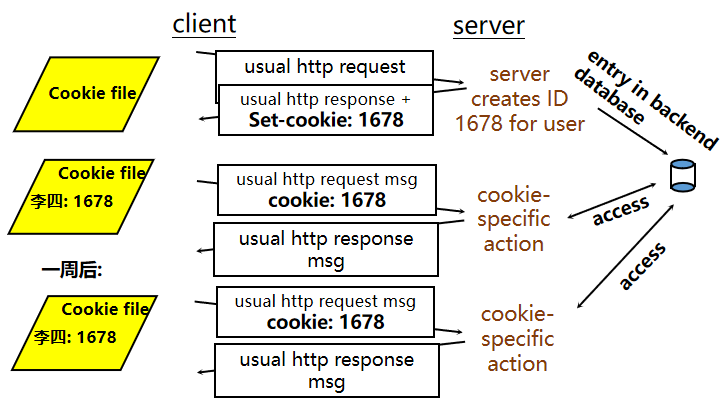 client
server
usual http request
Cookie file
usual http response +
Set-cookie: 1678
server
creates ID
1678 for user
entry in backend
database
Cookie file
李四: 1678
usual http request msg
cookie: 1678
usual http response
msg
cookie-
specific
action
access
一周后:
access
Cookie file
李四: 1678
usual http request msg
cookie: 1678
usual http response
msg
cookie-
specific
action